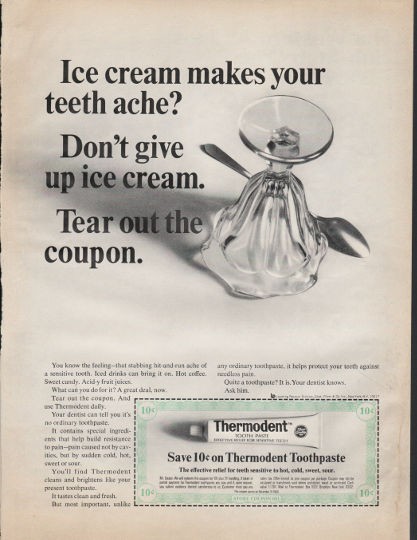 Ice cream makes your
teeth ache?
Don't give
up ice cream.
Tear out the
coupon.
You know the feeling—that stabbing hit-and-run ache of
a sensitive tooth. Iced drinks can bring it on. Hot coffee.
Sweet candy. Acid-y fruit juices.
What can you do for it? A great deal, now.
Tear out the coupon. And
use Thermodent daily.
Your dentist can tell you it's
no ordinary toothpaste.
It contains special ingredi-
ents that help build resistance
to pain—pain caused not by cav-
ities, but by sudden cold, hot,
sweet or sour.
You'll find Thermodent
cleans and brightens like your
present toothpaste.
It tastes clean and fresh.
But most important, unlike
any ordinary toothpaste, it helps protect your teeth against
needless pain.
Quite a toothpaste? It is. Your dentist knows.
Ask him.
10¢
10¢
Thermodent
TOOTH PASTE
EFFECTIVE RELIEF FOR SENSITIVE TEETH
Save 10¢ on Thermodent Toothpaste
The effective relief for teeth sensitive to hot, cold, sweet, sour.
10¢
STORE COUPON
10¢